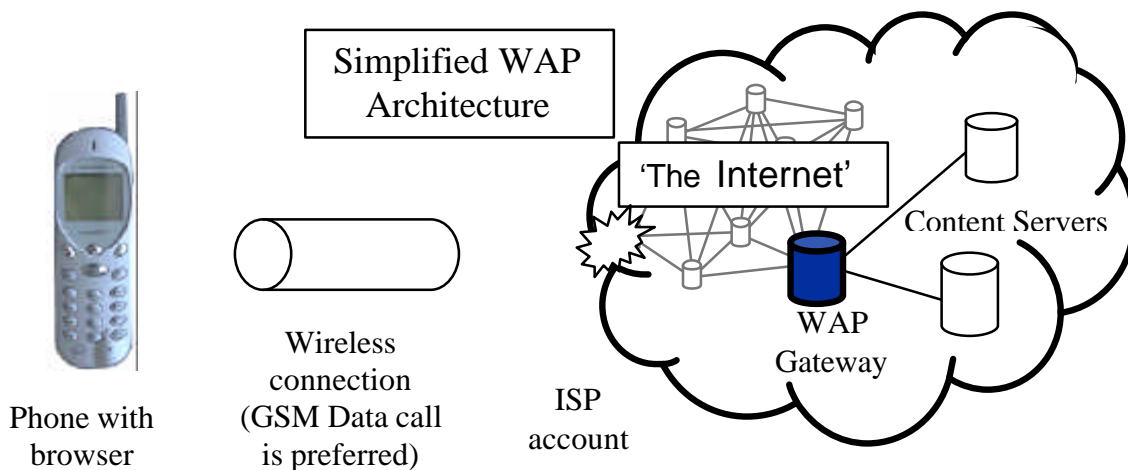 Simplified WAP
Architecture
'The Internet'
Content Servers
WAP
Gateway
Wireless
connection
(GSM Data call
is preferred)
ISP
account
Phone with
browser